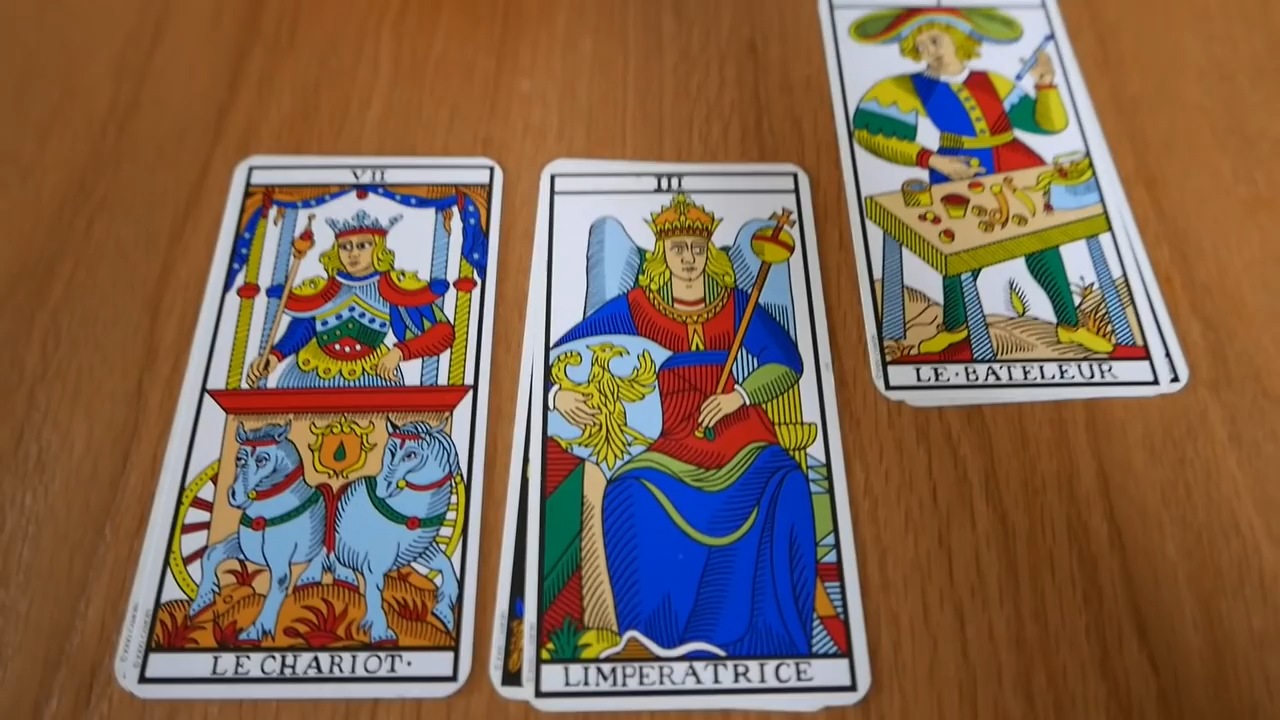 VII
LE CHARIOT·
III
LIMPERATRICE
I
LE·BATELEUR